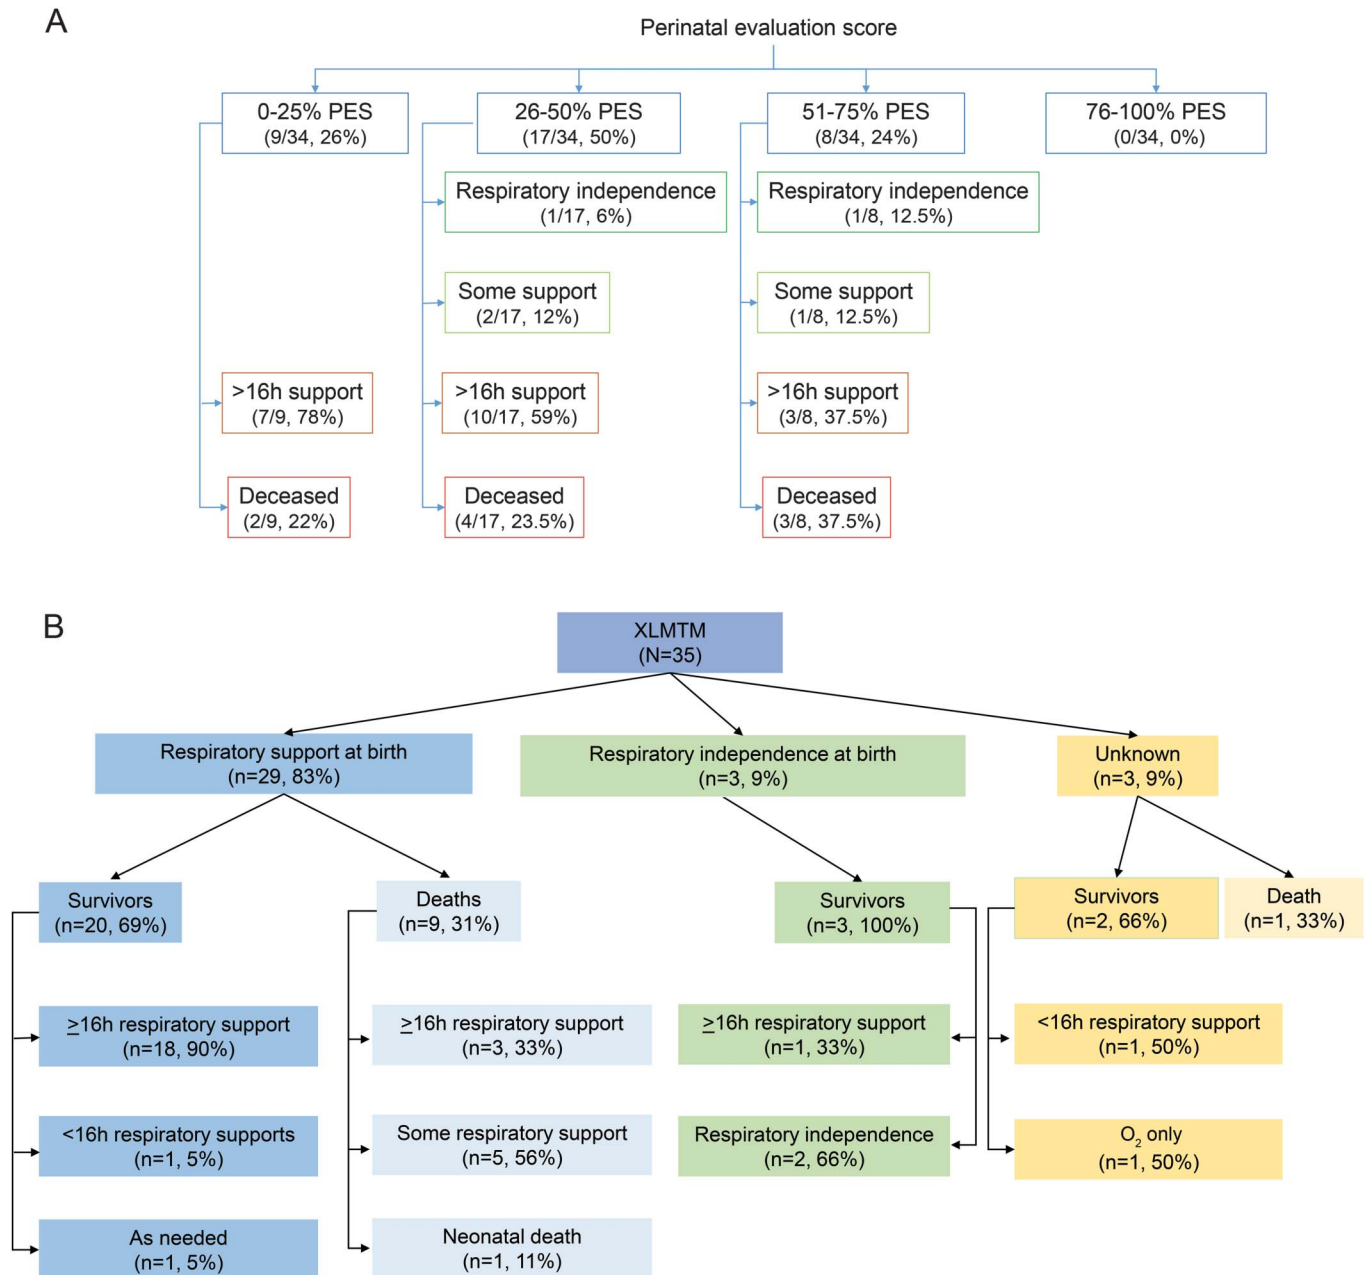 A
Perinatal evaluation score
0-25% PES
(9/34, 26%)
26-50% PES
(17/34, 50%)
51-75% PES
(8/34, 24%)
76-100% PES
(0/34, 0%)
Respiratory independence
(1/17, 6%)
Respiratory independence
(1/8, 12.5%)
Some support
(2/17, 12%)
Some support
(1/8, 12.5%)
>16h support
(7/9, 78%)
>16h support
(10/17, 59%)
>16h support
(3/8, 37.5%)
Deceased
(2/9, 22%)
Deceased
(4/17, 23.5%)
Deceased
(3/8, 37.5%)
B
XLMTM
(N=35)
Respiratory support at birth
(n=29, 83%)
Respiratory independence at birth
(n=3, 9%)
Unknown
(n=3, 9%)
Survivors
(n=20, 69%)
Deaths
(n=9, 31%)
Survivors
(n=3, 100%)
Survivors
(n=2, 66%)
Death
(n=1, 33%)
≥16h respiratory support
(n=18, 90%)
≥16h respiratory support
(n=3, 33%)
≥16h respiratory support
(n=1, 33%)
<16h respiratory support
(n=1, 50%)
<16h respiratory supports
(n=1, 5%)
Some respiratory support
(n=5, 56%)
Respiratory independence
(n=2, 66%)
O₂ only
(n=1, 50%)
As needed
(n=1, 5%)
Neonatal death
(n=1, 11%)